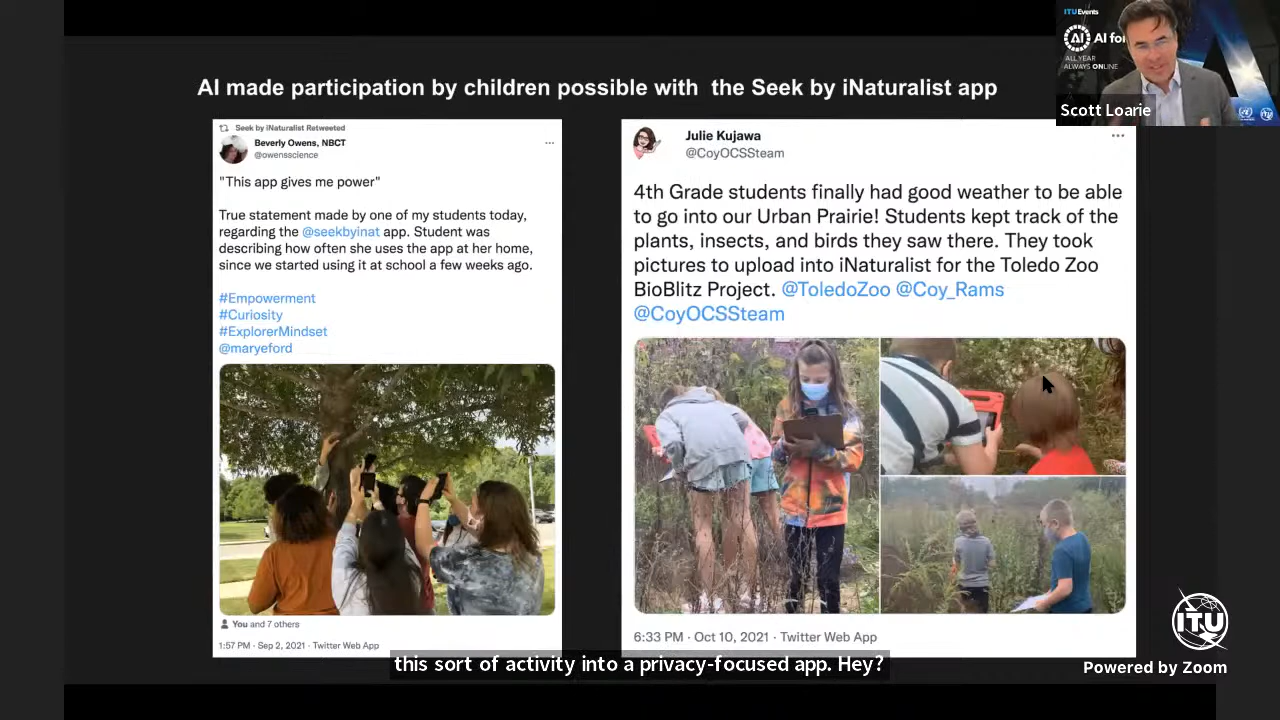 AI made participation by children possible with the Seek by iNaturalist app
Seek by iNaturalist Retweeted
Beverly Owens, NBCT
@owensscience
"This app gives me power"
True statement made by one of my students today,
regarding the @seekbyinat app. Student was
describing how often she uses the app at her home,
since we started using it at school a few weeks ago.
#Empowerment
#Curiosity
#ExplorerMindset
@maryeford
You and 7 others
1:57 PM · Sep 2, 2021 · Twitter Web App
Julie Kujawa
@CoyOCSSteam
4th Grade students finally had good weather to be able
to go into our Urban Prairie! Students kept track of the
plants, insects, and birds they saw there. They took
pictures to upload into iNaturalist for the Toledo Zoo
BioBlitz Project. @ToledoZoo @Coy_Rams
@CoyOCSSteam
6:33 PM · Oct 10, 2021 · Twitter Web App
ITUEvents
AI
AI for
ALL YEAR
ALWAYS ONLINE
Scott Loarie
this sort of activity into a privacy-focused app. Hey?
ITU
Powered by Zoom